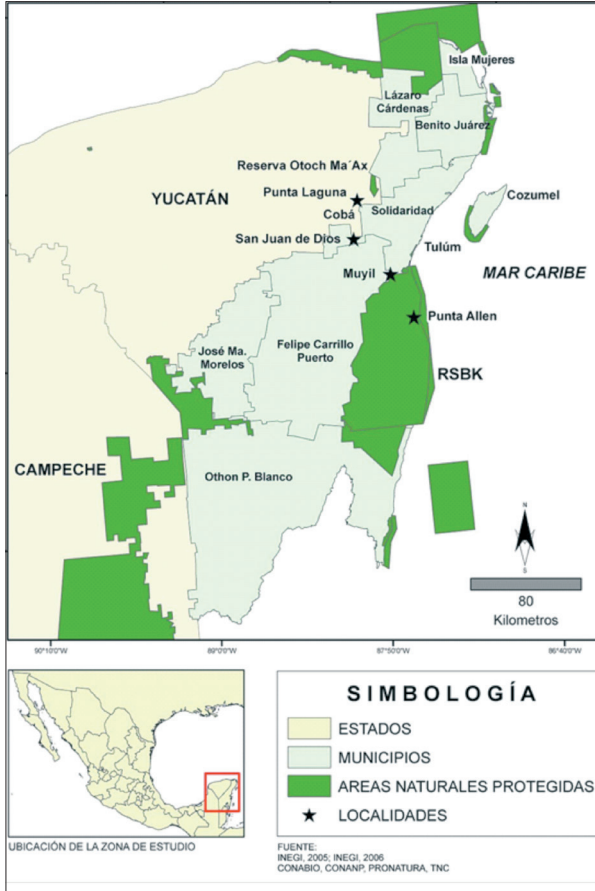 Isla Mujeres
Lázaro
Cárdenas
Benito Juárez
Reserva Otoch Ma´Ax
YUCATÁN
Punta Laguna
Cozumel
Cobá
Solidaridad
San Juan de Dios
Tulúm
Muyil
MAR CARIBE
Punta Allen
José Ma.
Morelos
Felipe Carrillo
Puerto
RSBK
CAMPECHE
Othon P. Blanco
N
S
80
Kilometros
90°10'0"W
89°0'0"W
87°50'0"W
86°40'0"W
SIMBOLOGÍA
ESTADOS
MUNICIPIOS
AREAS NATURALES PROTEGIDAS
LOCALIDADES
UBICACIÓN DE LA ZONA DE ESTUDIO
FUENTE:
INEGI, 2005; INEGI, 2006
CONABIO, CONANP, PRONATURA, TNC